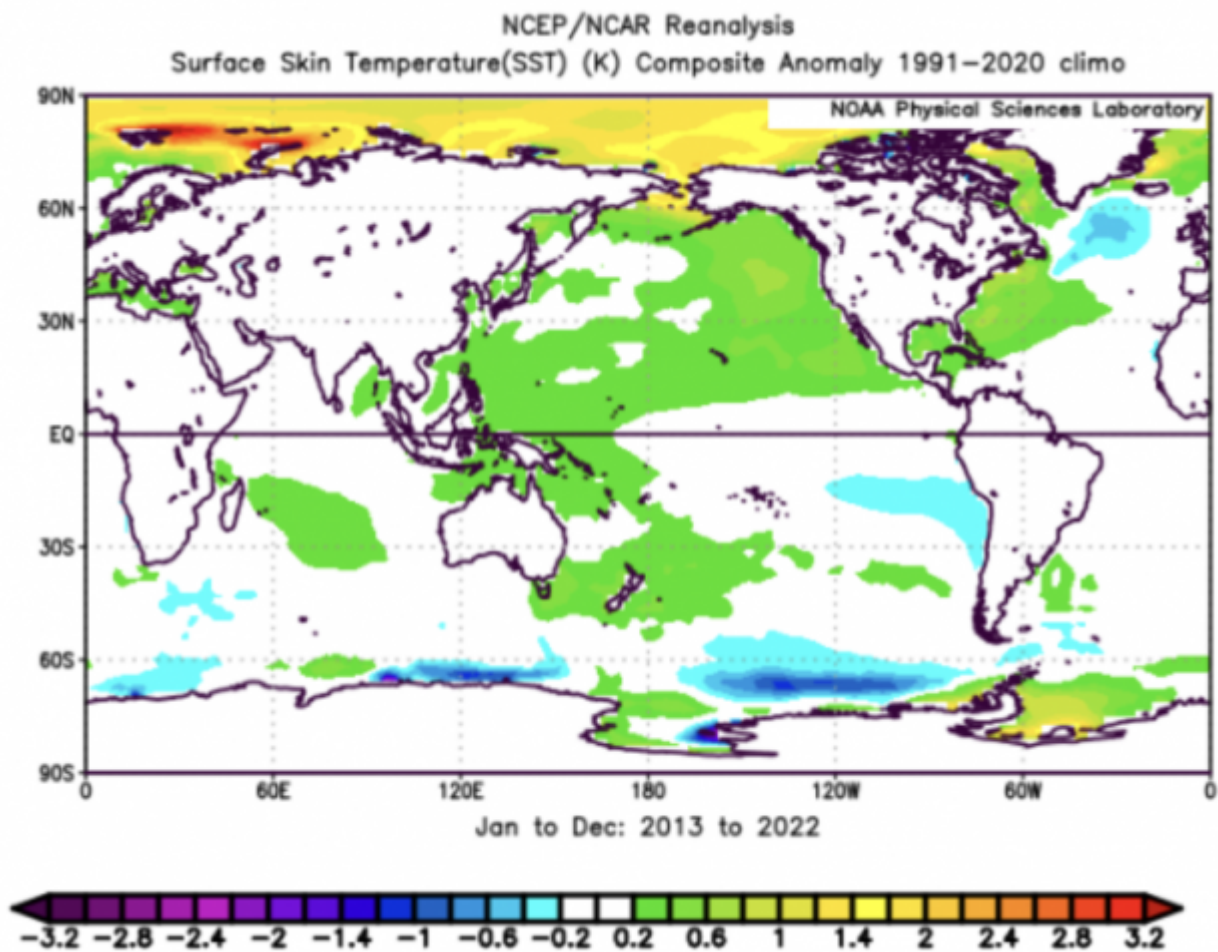 NCEP/NCAR Reanalysis
Surface Skin Temperature(SST) (K) Composite Anomaly 1991-2020 climo
90N
NOAA Physical Sciences Laboratory
60N
30N
EQ
30S
60S
90S
0 60E 120E 180 120W 60W 0
Jan to Dec: 2013 to 2022
-3.2 -2.8 -2.4 -2 -1.4 -1 -0.6 -0.2 0.2 0.6 1 1.4 2 2.4 2.8 3.2